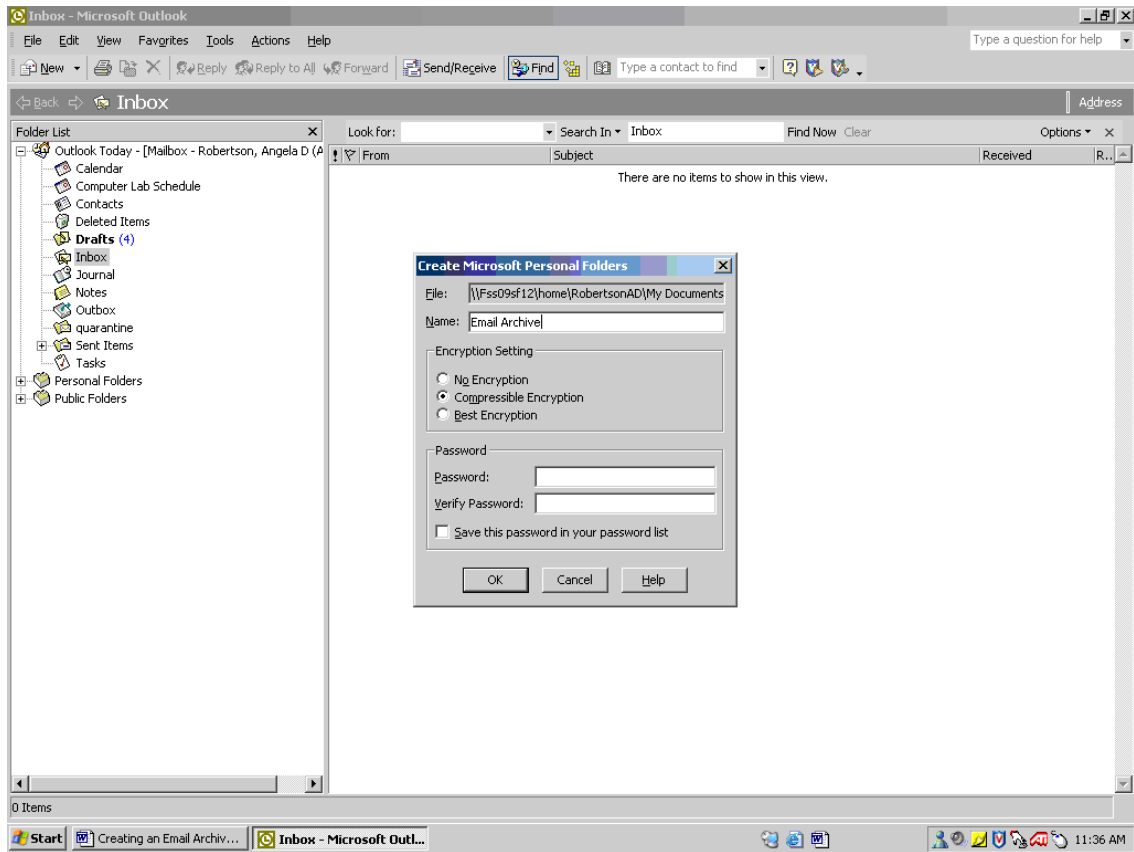 Inbox - Microsoft Outlook
File Edit View Favorites Tools Actions Help Type a question for help
New Reply Reply to All Forward Send/Receive Find Type a contact to find
Back Inbox Address
Folder List Look for: Search In Inbox Find Now Clear Options
Outlook Today - [Mailbox - Robertson, Angela D (A
! From Subject Received R..
Calendar There are no items to show in this view.
Computer Lab Schedule
Contacts
Deleted Items
Drafts (4)
Inbox
Journal
Notes
Outbox
quarantine
Sent Items
Tasks
Personal Folders
Public Folders
Create Microsoft Personal Folders
File: \\Fss09sf12\home\RobertsonAD\My Documents
Name: Email Archive
Encryption Setting
No Encryption
Compressible Encryption
Best Encryption
Password
Password:
Verify Password:
Save this password in your password list
OK Cancel Help
0 Items
Start Creating an Email Archiv... Inbox - Microsoft Outl... 11:36 AM